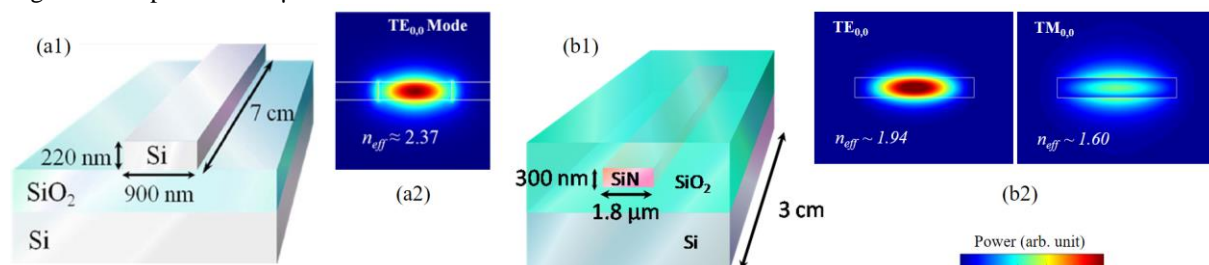 (a1)
7 cm
220 nm
Si
SiO2
900 nm
Si
TE0,0 Mode
neff ≈ 2.37
(a2)
(b1)
300 nm
SiN
SiO2
1.8 µm
Si
3 cm
TE0,0
neff ~ 1.94
TM0,0
neff ~ 1.60
(b2)
Power (arb. unit)